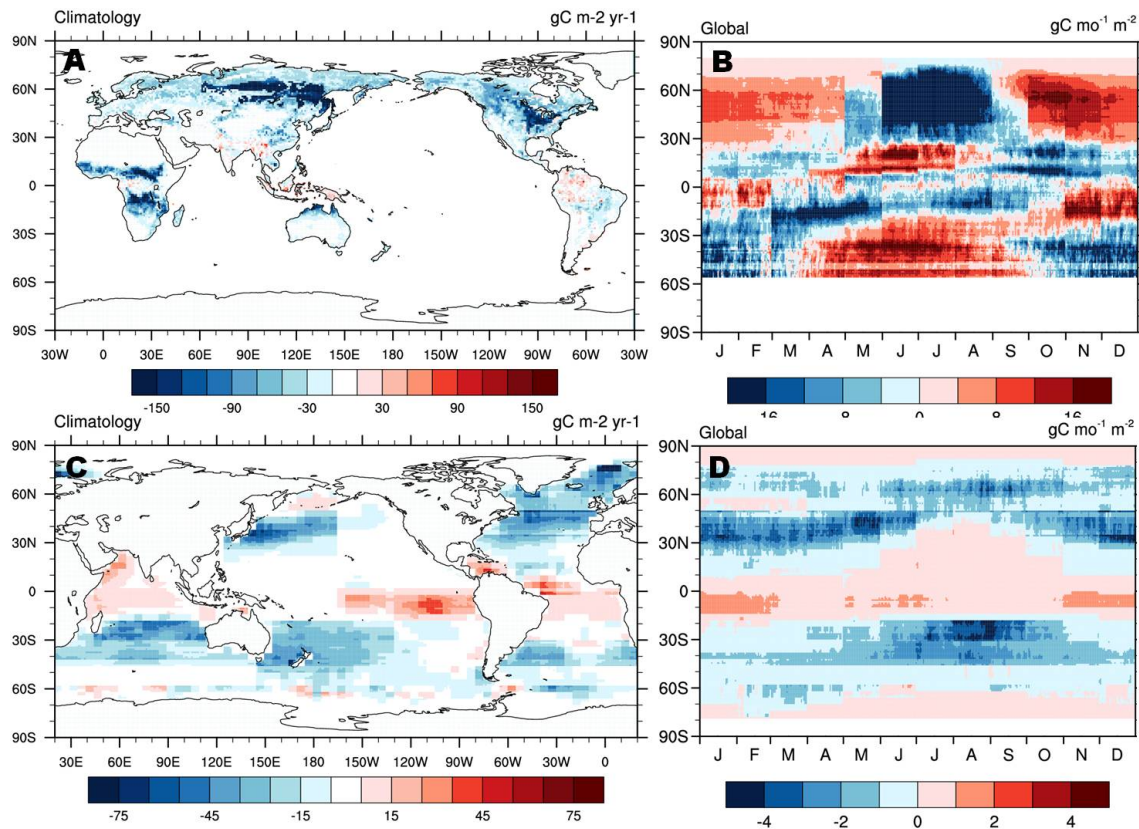 Climatology gC m-2 yr-1
A
90N
60N
30N
0
30S
60S
90S
30W 0 30E 60E 90E 120E 150E 180 150W 120W 90W 60W 30W
-150 -90 -30 30 90 150
Global gC mo⁻¹ m⁻²
B
90N
60N
30N
0
30S
60S
90S
J F M A M J J A S O N D
Climatology gC m-2 yr-1
C
90N
60N
30N
0
30S
60S
90S
30E 60E 90E 120E 150E 180 150W 120W 90W 60W 30W 0
-75 -45 -15 15 45 75
Global gC mo⁻¹ m⁻²
D
90N
60N
30N
0
30S
60S
90S
J F M A M J J A S O N D
-4 -2 0 2 4